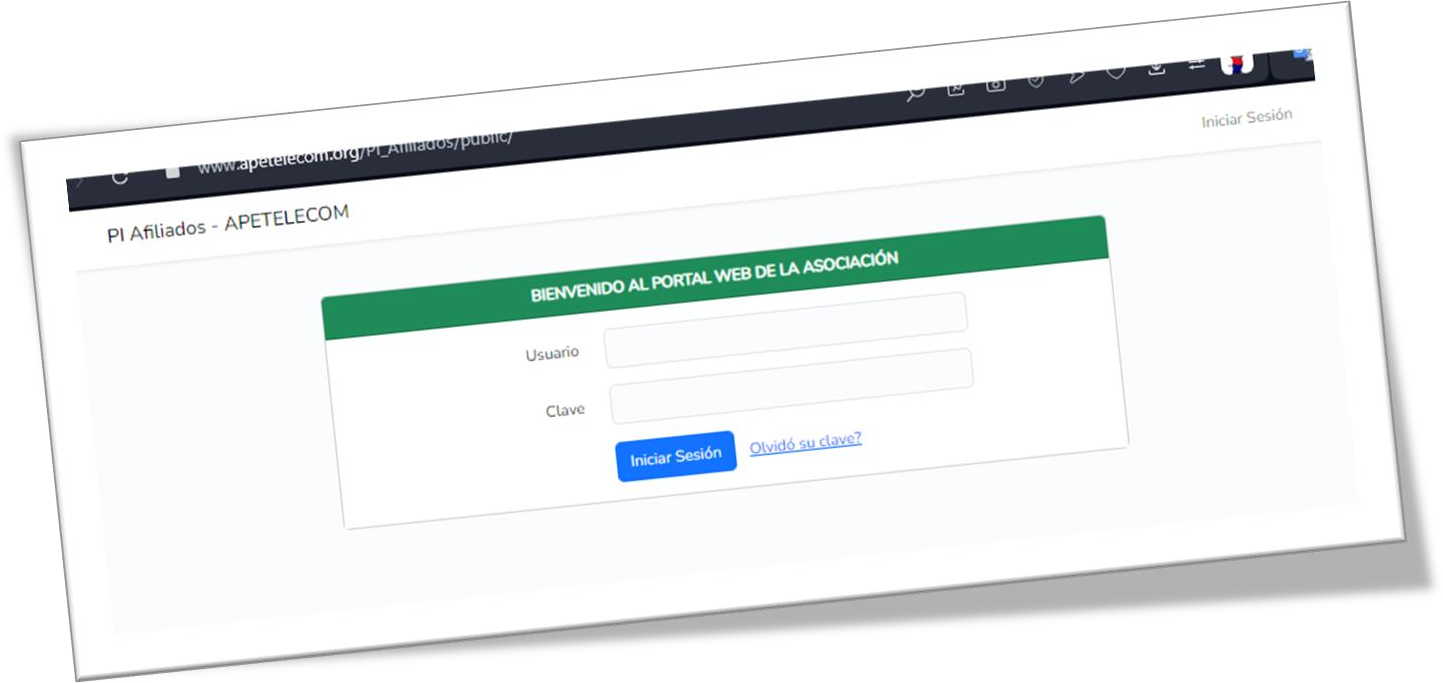 www.apetelecom.org/PI_Afiliados/public/
Iniciar Sesión
PI Afiliados - APETELECOM
BIENVENIDO AL PORTAL WEB DE LA ASOCIACIÓN
Usuario
Clave
Iniciar Sesión Olvidó su clave?